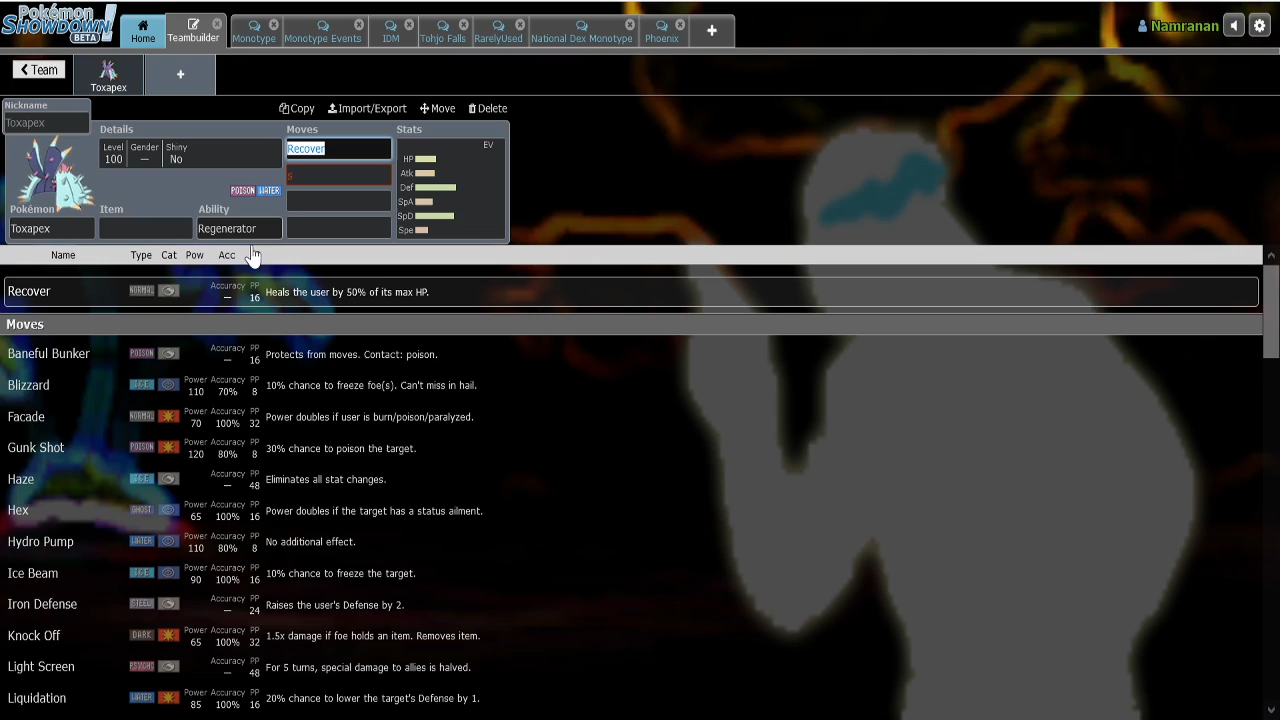 Pokémon
SHOWDOWN!
BETA
Home
Teambuilder
Monotype
Monotype Events
IDM
Tohjo Falls
RarelyUsed
National Dex Monotype
Phoenix
+
Namranan
< Team
Toxapex
+
Nickname
Toxapex
Copy Import/Export Move Delete
Details
Level Gender Shiny
100 — No
POISON WATER
Pokémon Item Ability
Toxapex Regenerator
Moves
Recover
s
Stats
EV
HP
Atk
Def
SpA
SpD
Spe
Name Type Cat Pow Acc
Recover NORMAL Accuracy — PP 16 Heals the user by 50% of its max HP.
Moves
Baneful Bunker POISON Accuracy — PP 16 Protects from moves. Contact: poison.
Blizzard ICE Power 110 Accuracy 70% PP 8 10% chance to freeze foe(s). Can't miss in hail.
Facade NORMAL Power 70 Accuracy 100% PP 32 Power doubles if user is burn/poison/paralyzed.
Gunk Shot POISON Power 120 Accuracy 80% PP 8 30% chance to poison the target.
Haze ICE Accuracy — PP 48 Eliminates all stat changes.
Hex GHOST Power 65 Accuracy 100% PP 16 Power doubles if the target has a status ailment.
Hydro Pump WATER Power 110 Accuracy 80% PP 8 No additional effect.
Ice Beam ICE Power 90 Accuracy 100% PP 16 10% chance to freeze the target.
Iron Defense STEEL Accuracy — PP 24 Raises the user's Defense by 2.
Knock Off DARK Power 65 Accuracy 100% PP 32 1.5x damage if foe holds an item. Removes item.
Light Screen PSYCHC Accuracy — PP 48 For 5 turns, special damage to allies is halved.
Liquidation WATER Power 85 Accuracy 100% PP 16 20% chance to lower the target's Defense by 1.